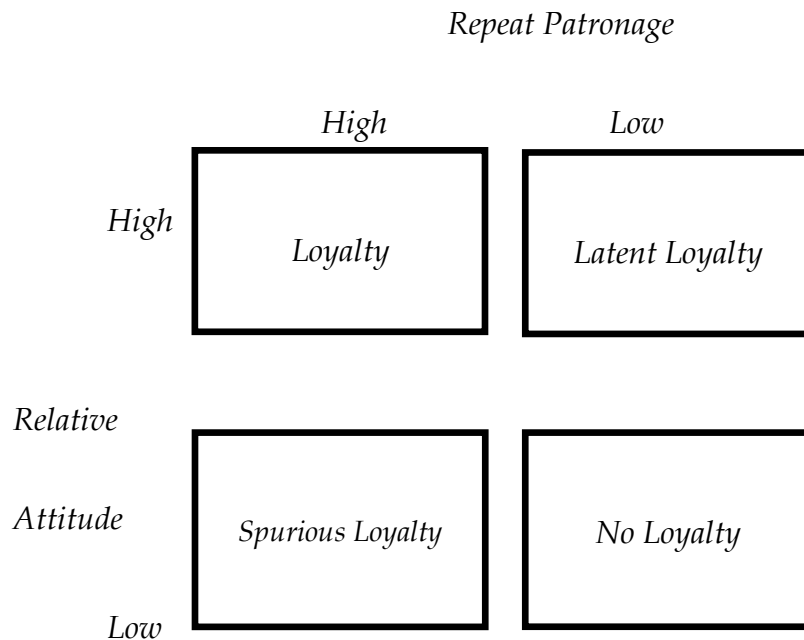 Repeat Patronage
High Low
High
Loyalty Latent Loyalty
Relative
Attitude
Spurious Loyalty No Loyalty
Low